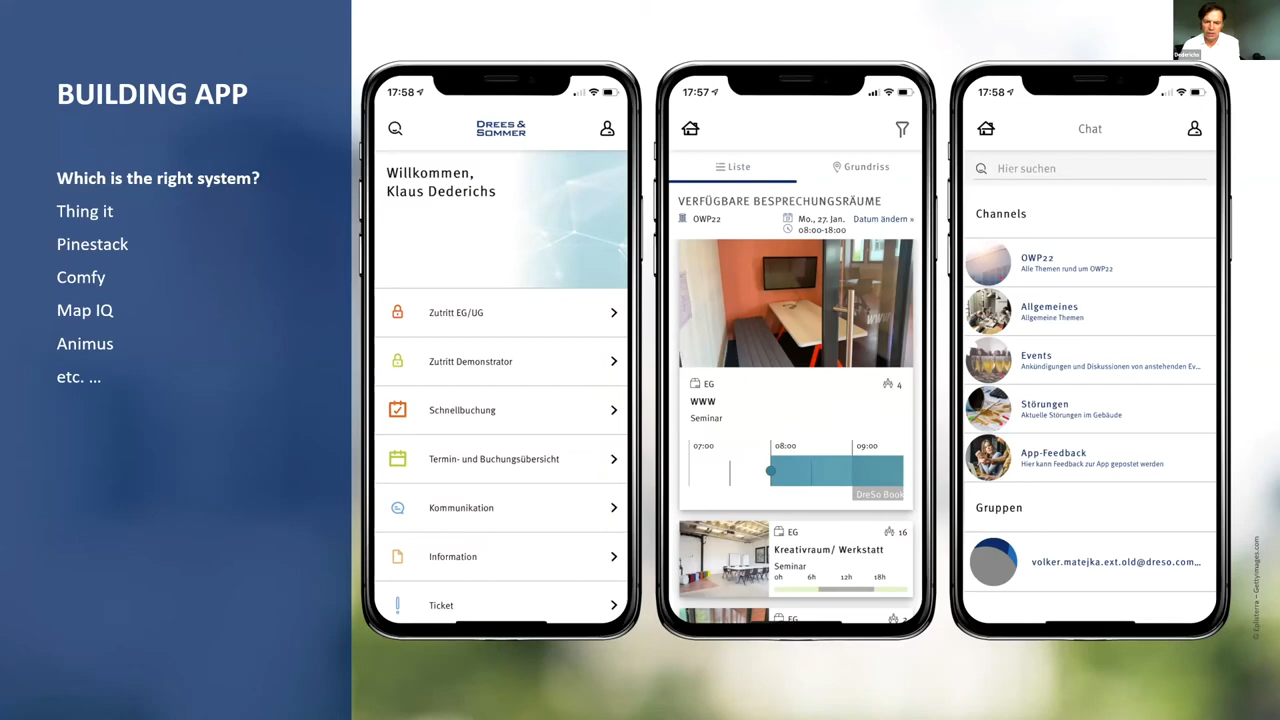 BUILDING APP
Which is the right system?
Thing it
Pinestack
Comfy
Map IQ
Animus
etc. ...
17:58
DREES &
SOMMER
Willkommen,
Klaus Dederichs
Zutritt EG/UG
Zutritt Demonstrator
Schnellbuchung
Termin- und Buchungsübersicht
Kommunikation
Information
Ticket
17:57
Liste
Grundriss
VERFÜGBARE BESPRECHUNGSRÄUME
OWP22
Mo., 27. Jan.
Datum ändern »
08:00-18:00
WWW
EG
4
WWW
Seminar
07:00
08:00
09:00
DreSo Book
EG
16
Kreativraum/ Werkstatt
Seminar
0h
6h
12h
18h
EG
17:58
Chat
Hier suchen
Channels
OWP22
Alle Themen rund um OWP22
Allgemeines
Allgemeine Themen
Events
Ankündigungen und Diskussionen von anstehenden Ev...
Störungen
Aktuelle Störungen im Gebäude
App-Feedback
Hier kann Feedback zur App gepostet werden
Gruppen
volker.matejka.ext.old@dreso.com...
Dederichs